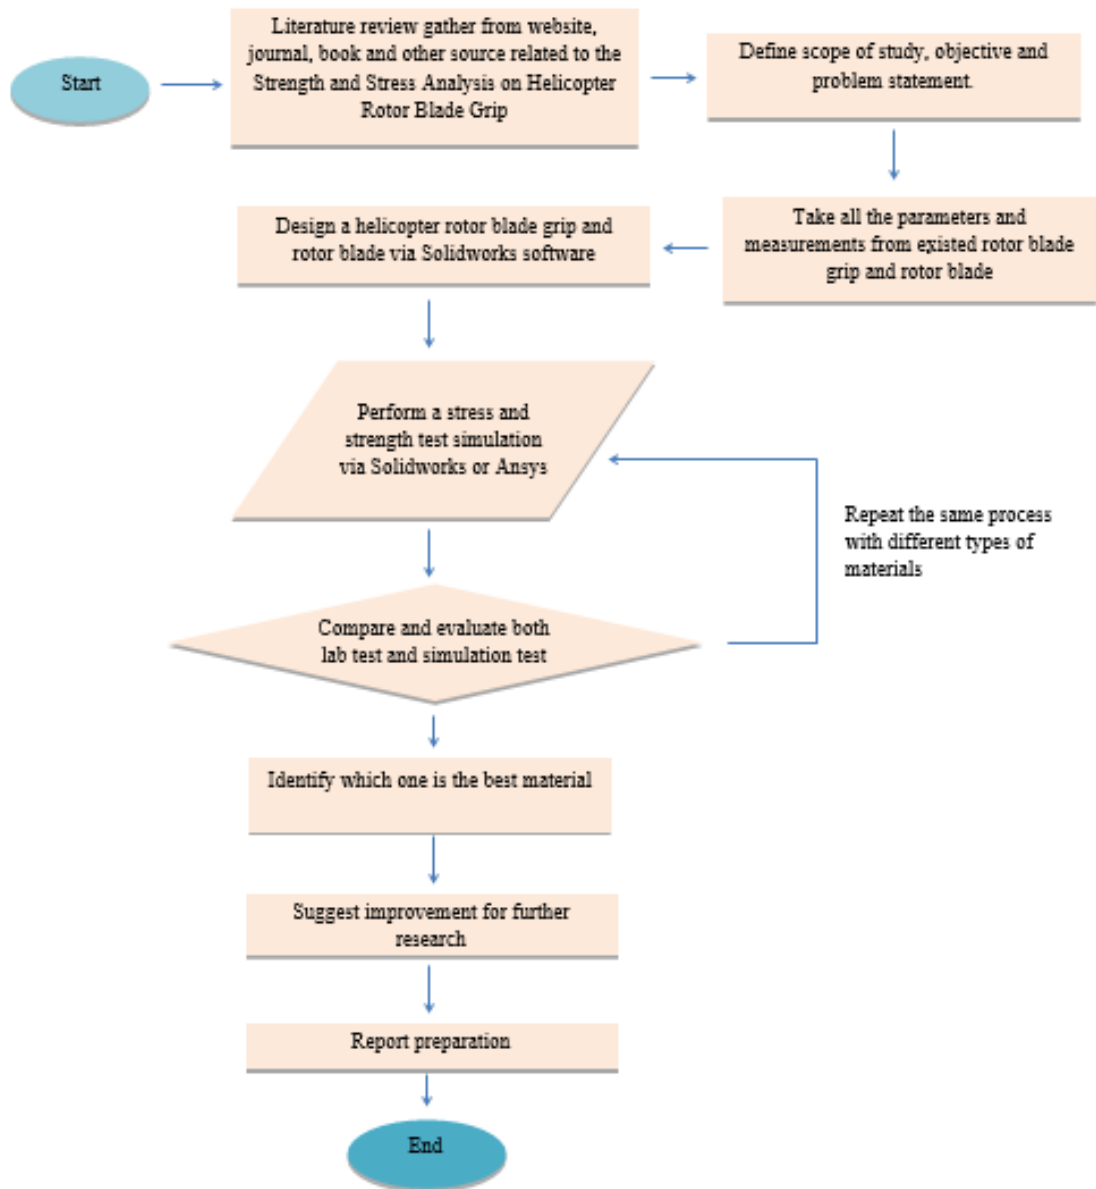 Start
Literature review gather from website,
journal, book and other source related to the
Strength and Stress Analysis on Helicopter
Rotor Blade Grip
Define scope of study, objective and
problem statement.
Take all the parameters and
measurements from existed rotor blade
grip and rotor blade
Design a helicopter rotor blade grip and
rotor blade via Solidworks software
Perform a stress and
strength test simulation
via Solidworks or Ansys
Repeat the same process
with different types of
materials
Compare and evaluate both
lab test and simulation test
Identify which one is the best material
Suggest improvement for further
research
Report preparation
End